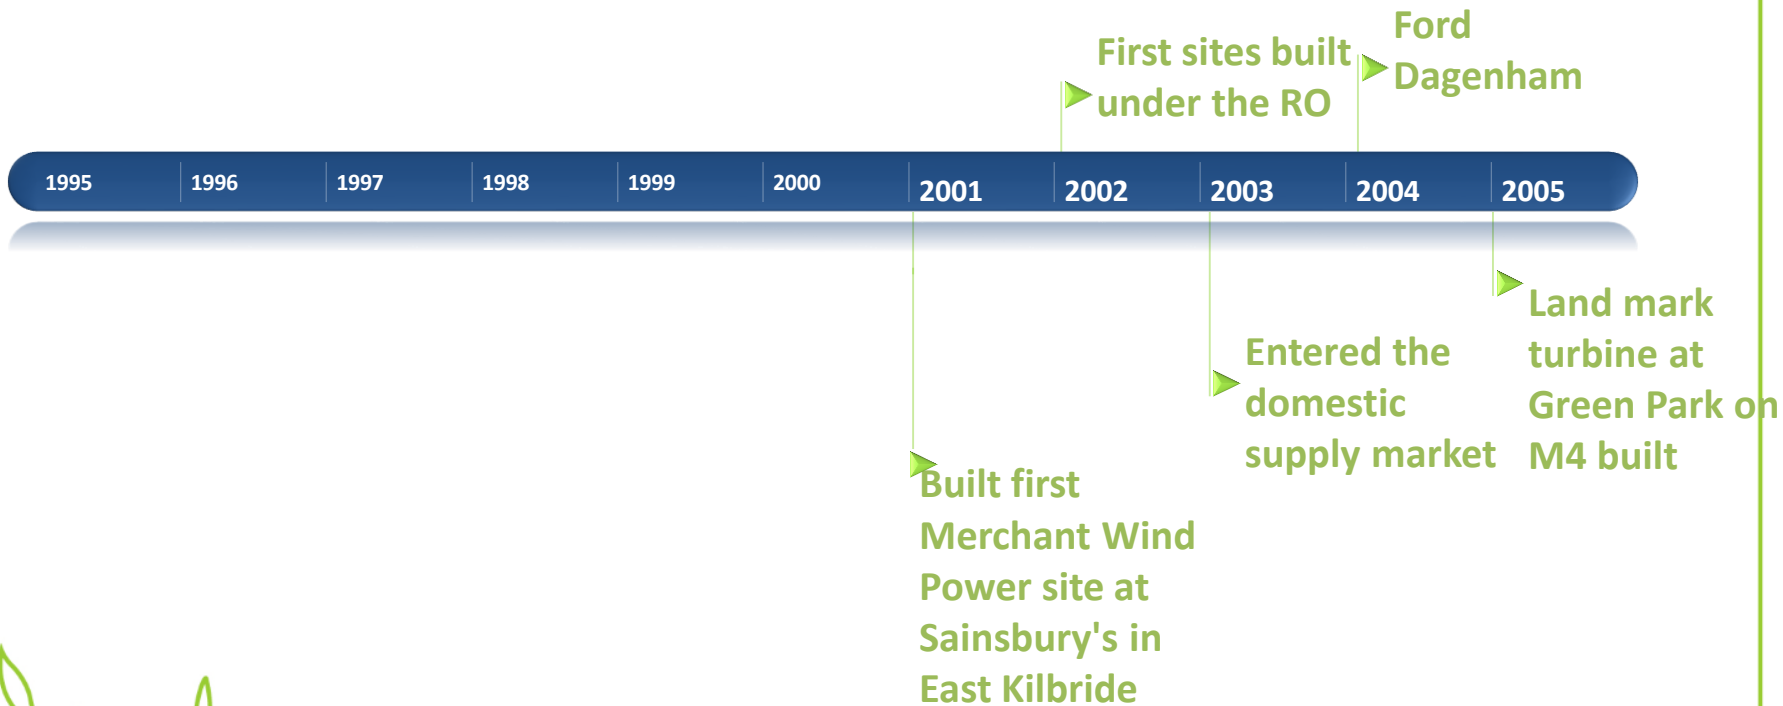 Ford
Dagenham
First sites built
under the RO
1995 1996 1997 1998 1999 2000 2001 2002 2003 2004 2005
Land mark
turbine at
Green Park on
M4 built
Entered the
domestic
supply market
Built first
Merchant Wind
Power site at
Sainsbury's in
East Kilbride